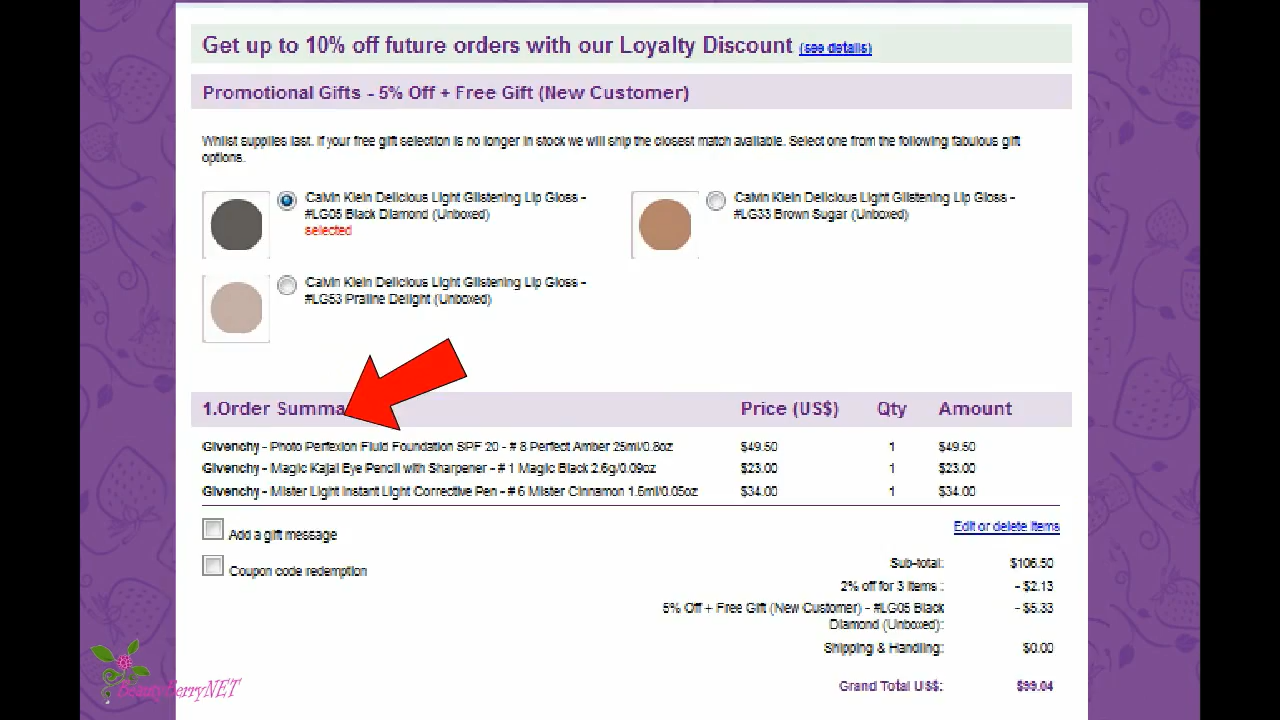 Get up to 10% off future orders with our Loyalty Discount (see details)
Promotional Gifts - 5% Off + Free Gift (New Customer)
Whilst supplies last. If your free gift selection is no longer in stock we will ship the closest match available. Select one from the following fabulous gift
options.
Calvin Klein Delicious Light Glistening Lip Gloss -
#LG05 Black Diamond (Unboxed)
selected
Calvin Klein Delicious Light Glistening Lip Gloss -
#LG33 Brown Sugar (Unboxed)
Calvin Klein Delicious Light Glistening Lip Gloss -
#LG53 Praline Delight (Unboxed)
1.Order Summa Price (US$) Qty Amount
Givenchy - Photo Perfexion Fluid Foundation SPF 20 - # 8 Perfect Amber 25ml/0.8oz $49.50 1 $49.50
Givenchy - Magic Kajal Eye Pencil with Sharpener - # 1 Magic Black 2.6g/0.09oz $23.00 1 $23.00
Givenchy - Mister Light Instant Light Corrective Pen - # 6 Mister Cinnamon 1.6ml/0.05oz $34.00 1 $34.00
Add a gift message
Edit or delete items
Coupon code redemption
Sub-total: $106.50
2% off for 3 items : - $2.13
5% Off + Free Gift (New Customer) - #LG05 Black - $5.33
Diamond (Unboxed):
Shipping & Handling: $0.00
Grand Total US$: $99.04
BeautyBerryNET